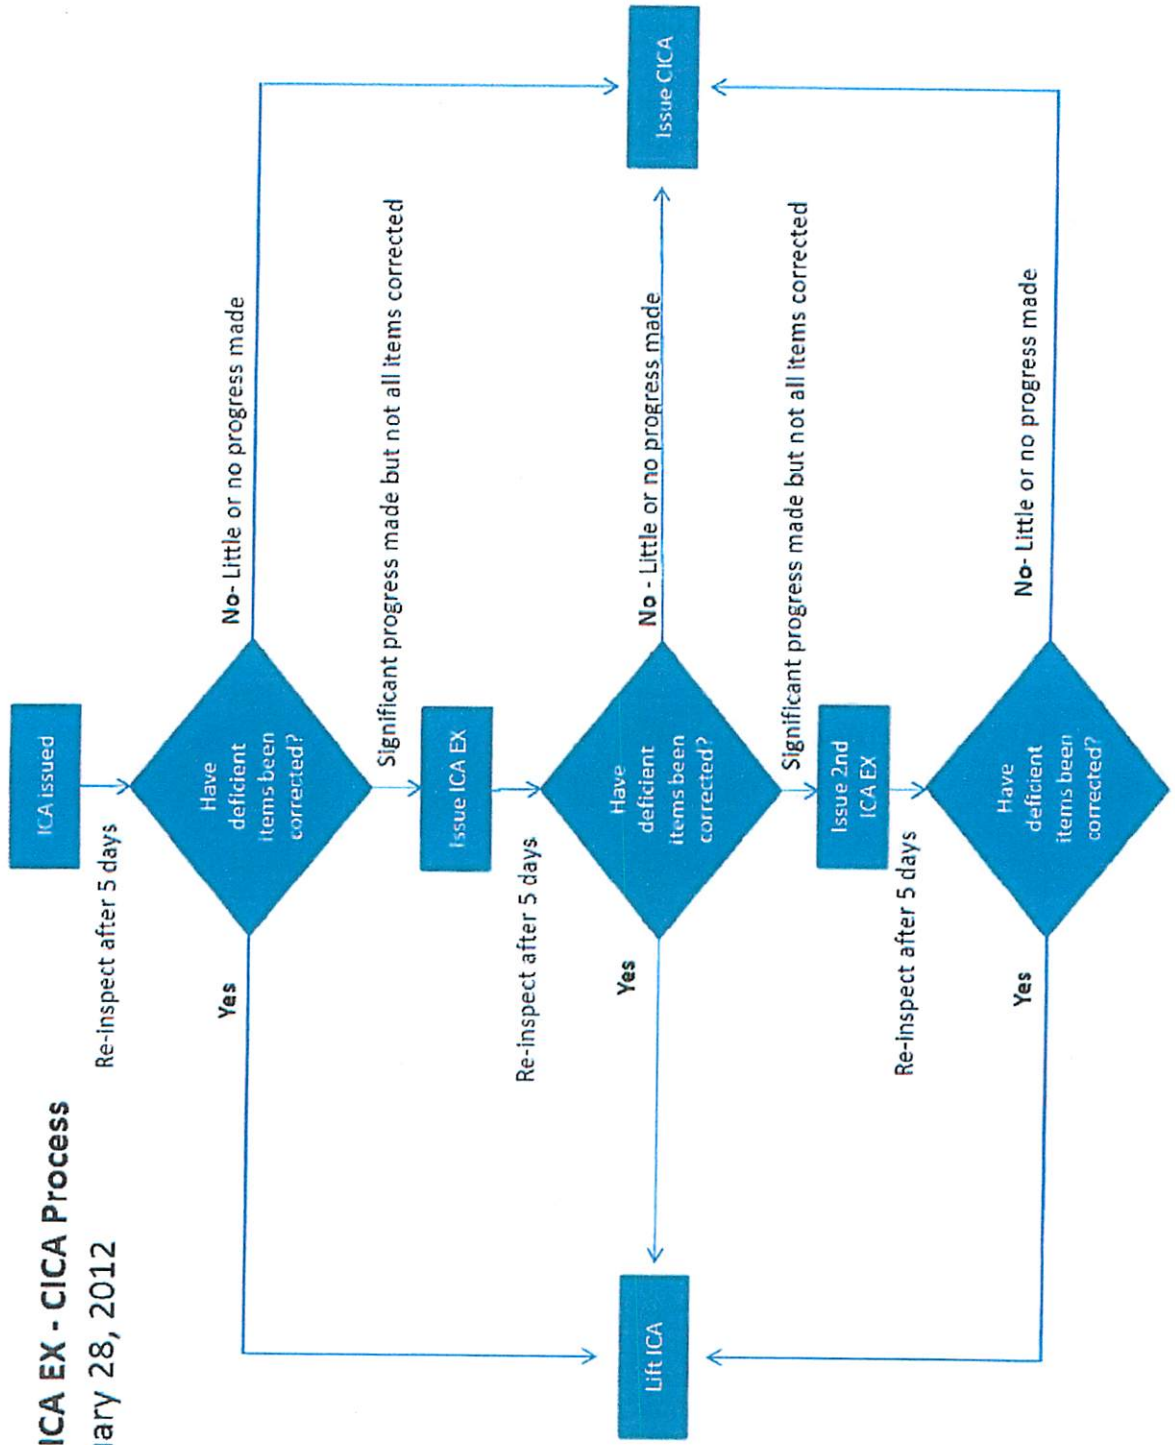 ICA EX - CICA Process
ary 28, 2012
ICA issued
Re-inspect after 5 days
Have
deficient
items been
corrected?
Yes
No- Little or no progress made
Significant progress made but not all items corrected
Issue ICA EX
Re-inspect after 5 days
Have
deficient
items been
corrected?
Yes
No - Little or no progress made
Lift ICA
Issue CICA
Significant progress made but not all items corrected
Issue 2nd
ICA EX
Re-inspect after 5 days
Have
deficient
items been
corrected?
Yes
No- Little or no progress made